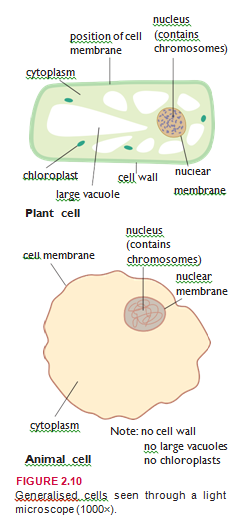 nucleus
(contains
chromosomes)
position of cell
membrane
cytoplasm
chloroplast
cell wall
nuclear
membrane
large vacuole
Plant cell
nucleus
(contains
chromosomes)
cell membrane
nuclear
membrane
cytoplasm
Note: no cell wall
no large vacuoles
no chloroplasts
Animal cell
FIGURE 2.10
Generalised cells seen through a light
microscope (1000×).